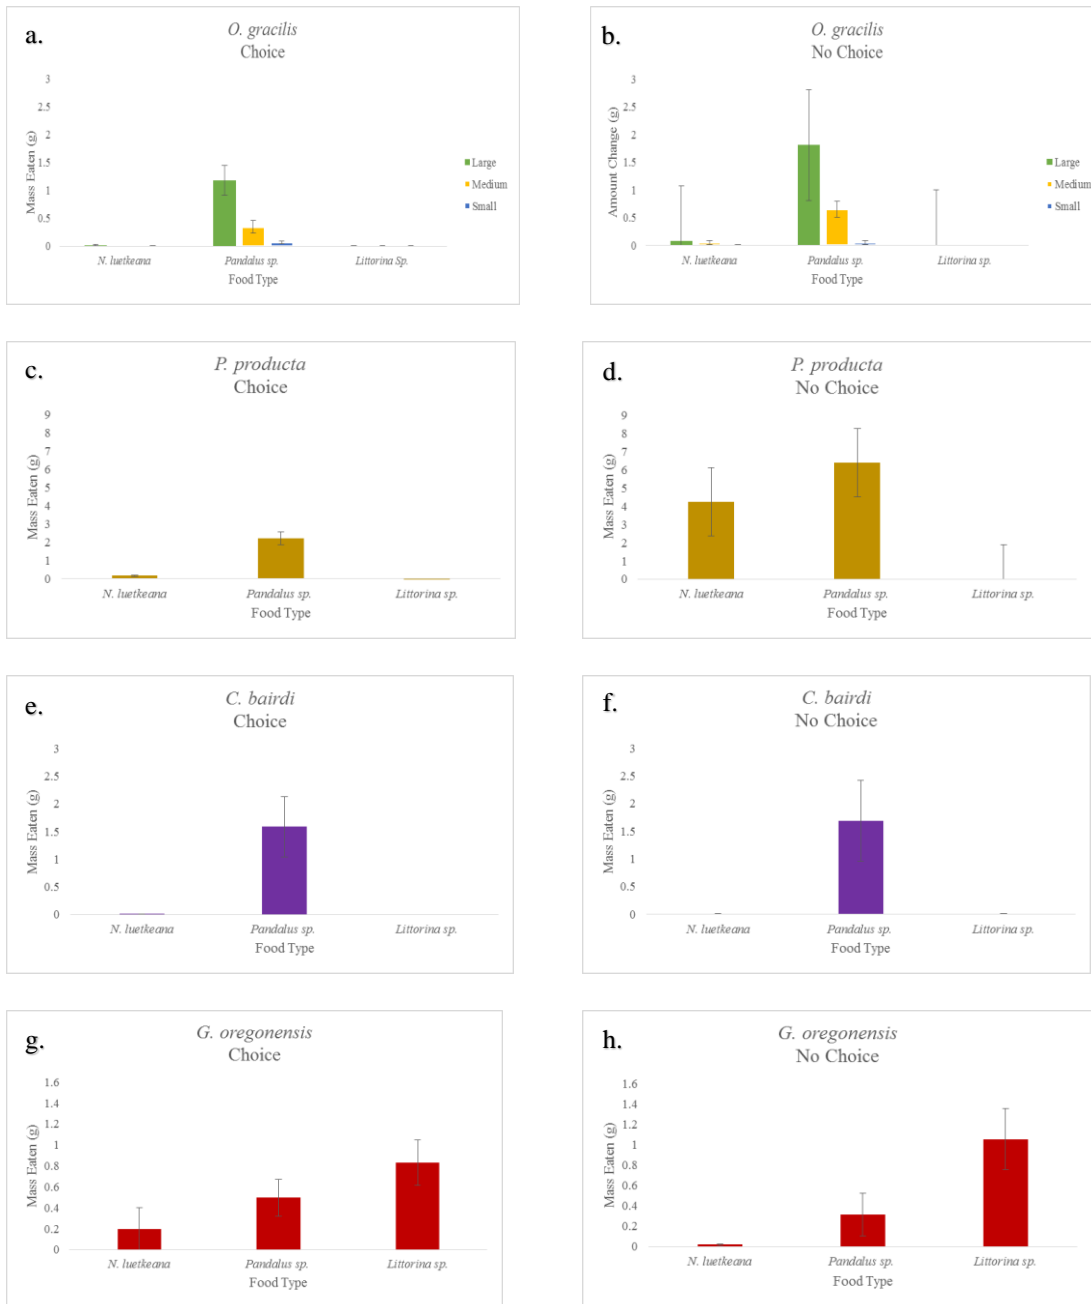 a.
O. gracilis
Choice
3
2.5
2
1.5
1
0.5
0
Mass Eaten (g)
N. luetkeana
Pandalus sp.
Littorina Sp.
Food Type
Large
Medium
Small
b.
O. gracilis
No Choice
3
2.5
2
1.5
1
0.5
0
Amount Change (g)
N. luetkeana
Pandalus sp.
Littorina sp.
Food Type
Large
Medium
Small
c.
P. producta
Choice
9
8
7
6
5
4
3
2
1
0
Mass Eaten (g)
N. luetkeana
Pandalus sp.
Littorina sp.
Food Type
d.
P. producta
No Choice
9
8
7
6
5
4
3
2
1
0
Mass Eaten (g)
N. luetkeana
Pandalus sp.
Littorina sp.
Food Type
e.
C. bairdi
Choice
3
2.5
2
1.5
1
0.5
0
Mass Eaten (g)
N. luetkeana
Pandalus sp.
Littorina sp.
Food Type
f.
C. bairdi
No Choice
3
2.5
2
1.5
1
0.5
0
Mass Eaten (g)
N. luetkeana
Pandalus sp.
Littorina sp.
Food Type
g.
G. oregonensis
Choice
1.6
1.4
1.2
1
0.8
0.6
0.4
0.2
0
Mass Eaten (g)
N. luetkeana
Pandalus sp.
Littorina sp.
Food Type
h.
G. oregonensis
No Choice
1.6
1.4
1.2
1
0.8
0.6
0.4
0.2
0
Mass Eaten (g)
N. luetkeana
Pandalus sp.
Littorina sp.
Food Type